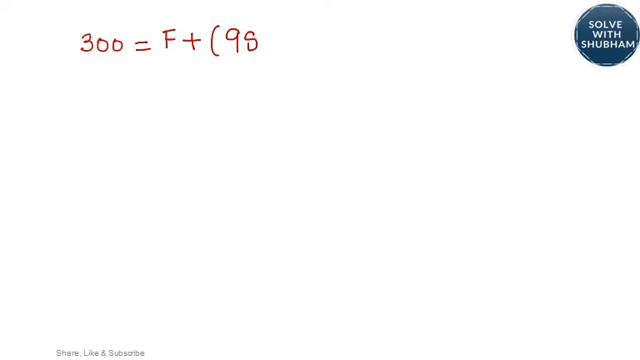 300 = F + (98
SOLVE
WITH
SHUBHAM
Share, Like & Subscribe